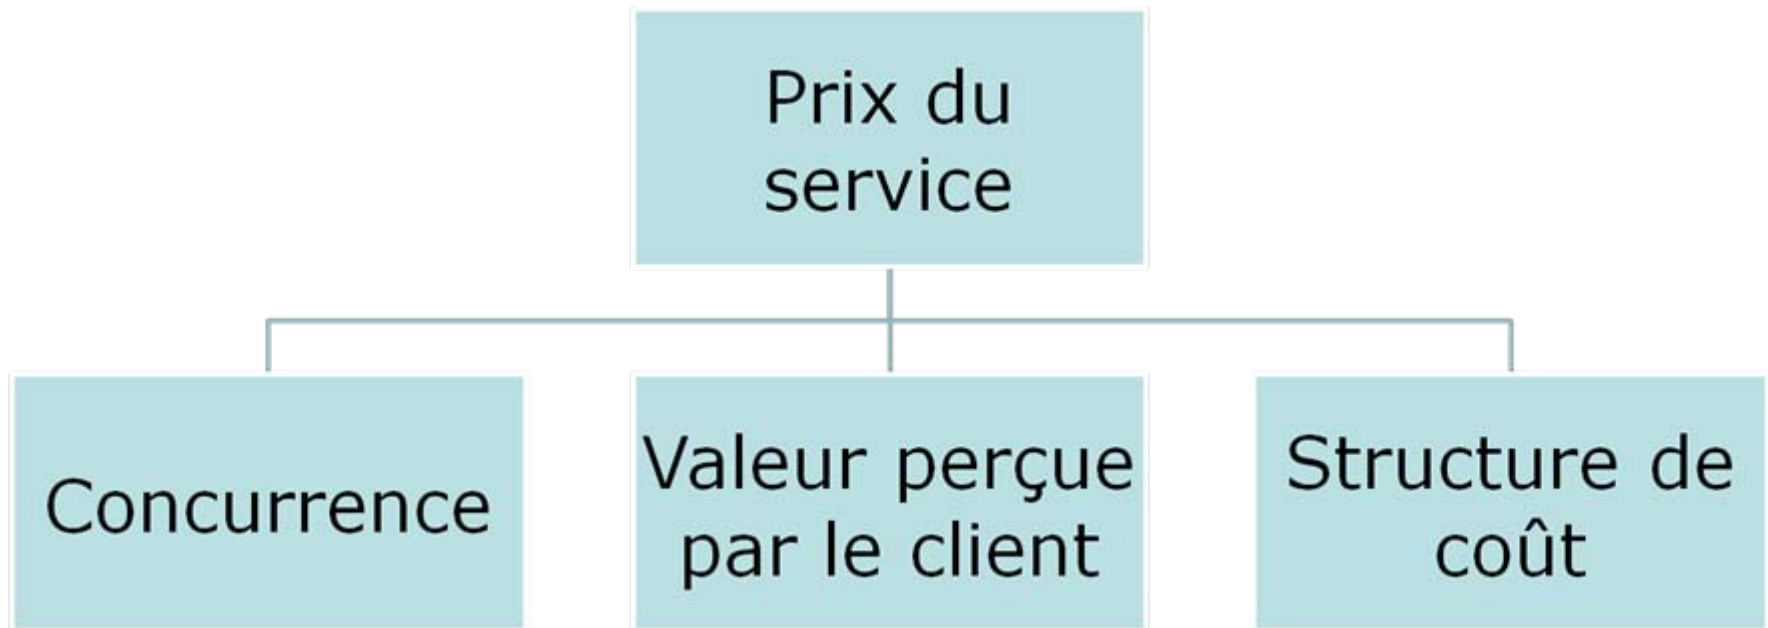 Prix du
service
Concurrence
Valeur perçue
par le client
Structure de
coût